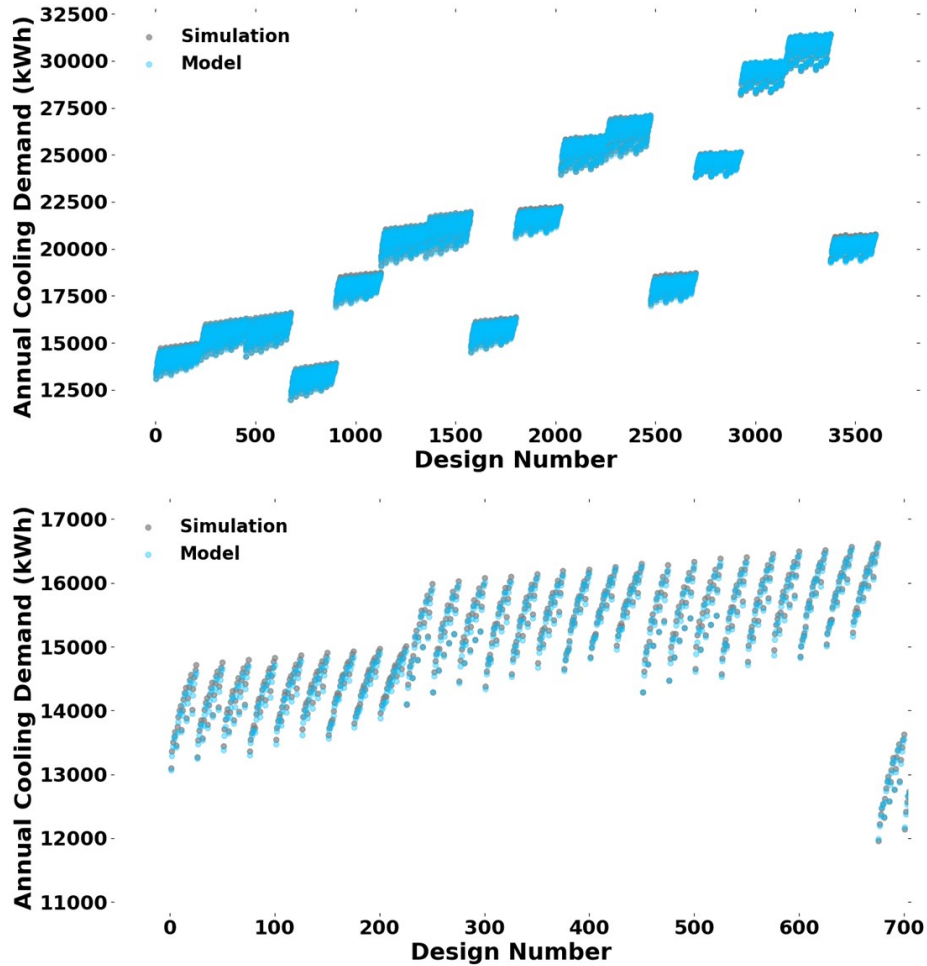 32500
30000
27500
25000
22500
20000
17500
15000
12500
Annual Cooling Demand (kWh)
Simulation
Model
0 500 1000 1500 2000 2500 3000 3500
Design Number
17000
16000
15000
14000
13000
12000
11000
Annual Cooling Demand (kWh)
Simulation
Model
0 100 200 300 400 500 600 700
Design Number